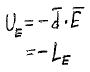 U_E = -d̄·Ē
= -L_E